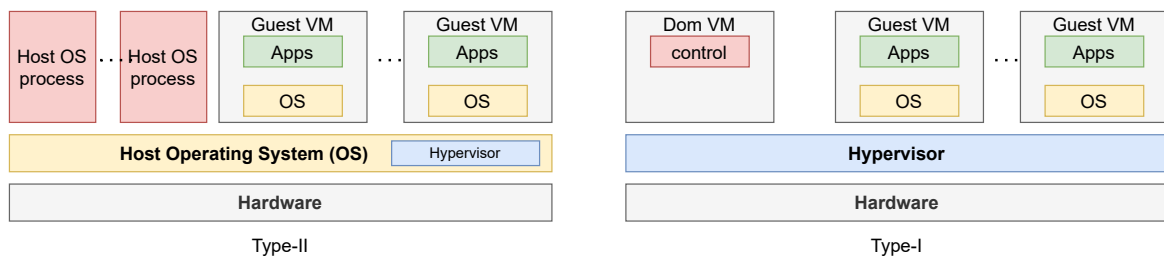 Host OS
process
. . .
Host OS
process
Guest VM
Apps
OS
. . .
Guest VM
Apps
OS
Host Operating System (OS)
Hypervisor
Hardware
Type-II
Dom VM
control
Guest VM
Apps
OS
. . .
Guest VM
Apps
OS
Hypervisor
Hardware
Type-I